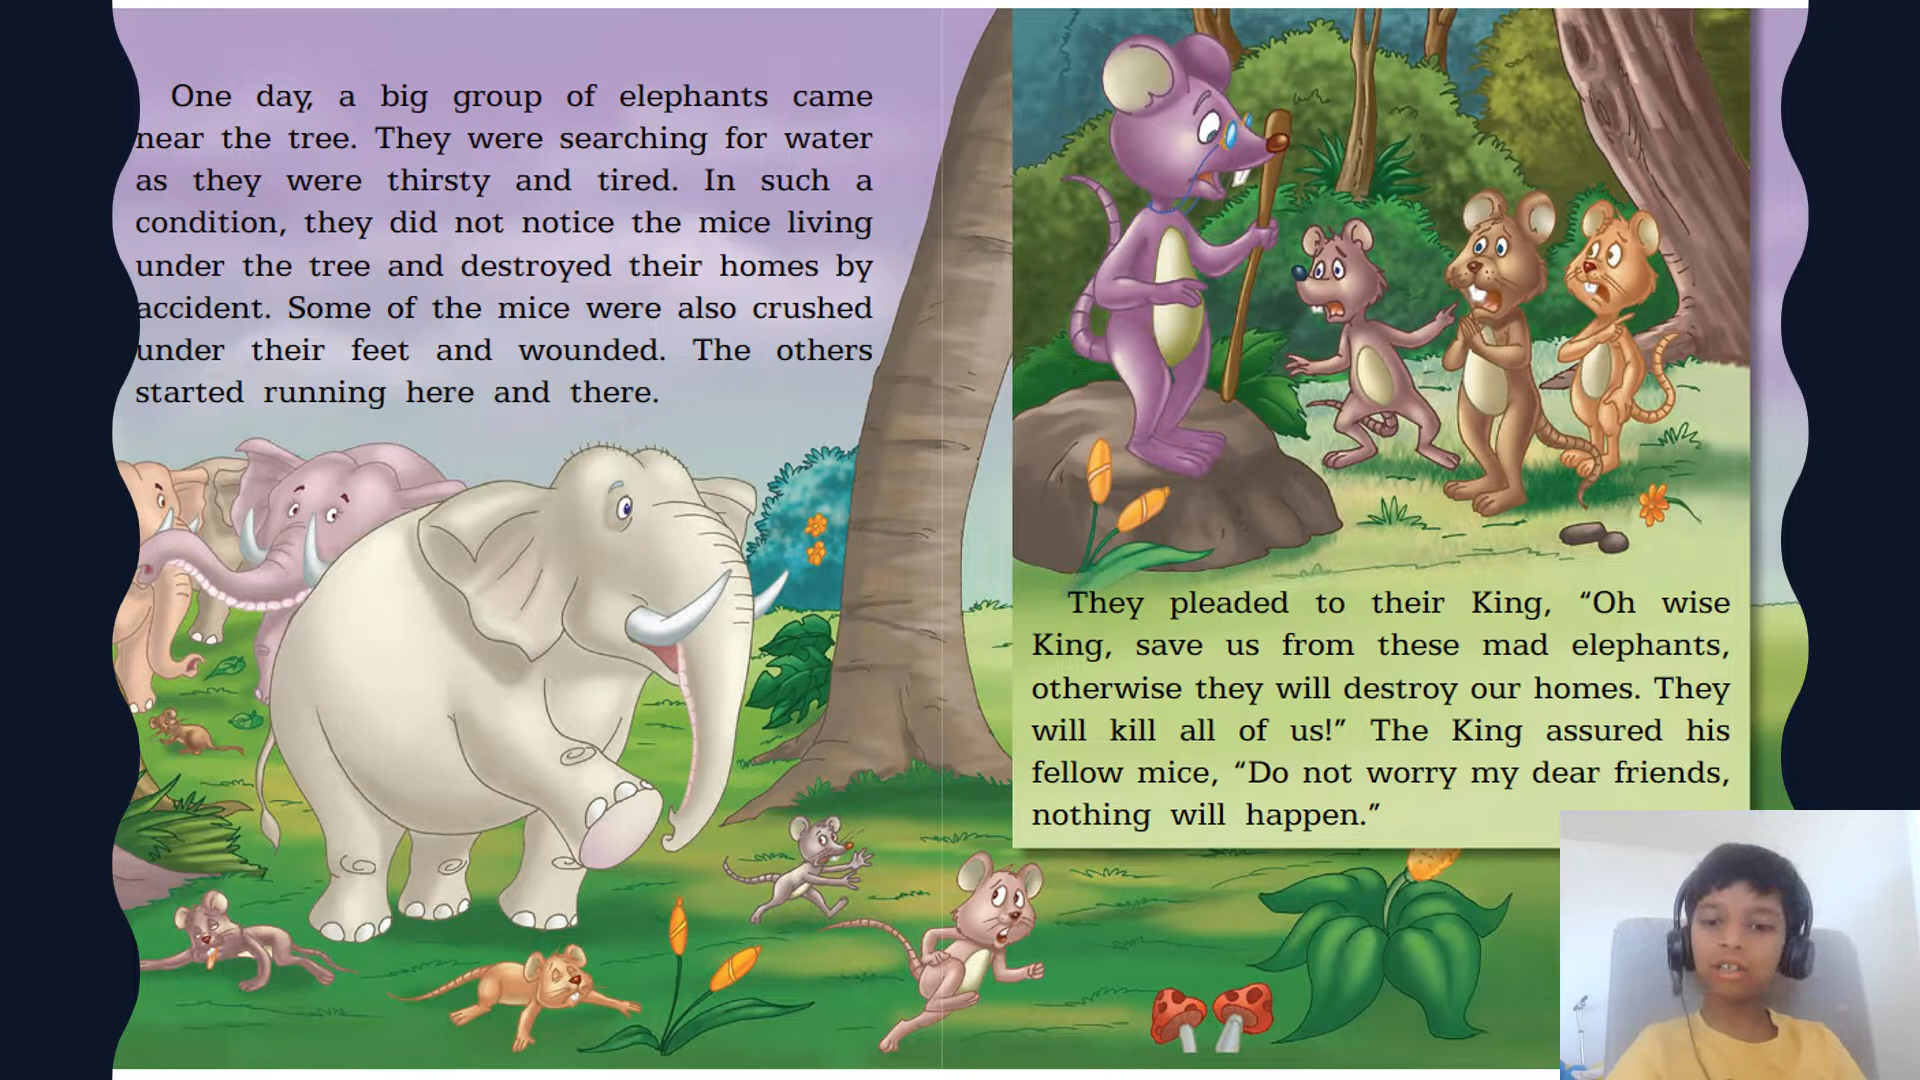 One day, a big group of elephants came
near the tree. They were searching for water
as they were thirsty and tired. In such a
condition, they did not notice the mice living
under the tree and destroyed their homes by
accident. Some of the mice were also crushed
under their feet and wounded. The others
started running here and there.
They pleaded to their King, “Oh wise
King, save us from these mad elephants,
otherwise they will destroy our homes. They
will kill all of us!” The King assured his
fellow mice, “Do not worry my dear friends,
nothing will happen.”